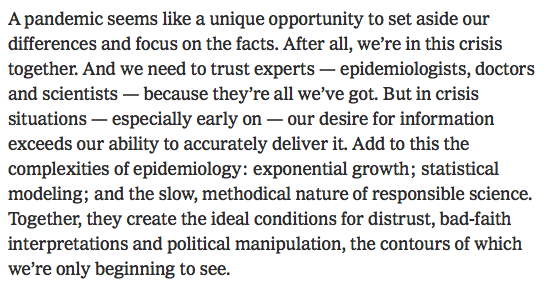 A pandemic seems like a unique opportunity to set aside our
differences and focus on the facts. After all, we’re in this crisis
together. And we need to trust experts — epidemiologists, doctors
and scientists — because they’re all we’ve got. But in crisis
situations — especially early on — our desire for information
exceeds our ability to accurately deliver it. Add to this the
complexities of epidemiology: exponential growth; statistical
modeling; and the slow, methodical nature of responsible science.
Together, they create the ideal conditions for distrust, bad-faith
interpretations and political manipulation, the contours of which
we’re only beginning to see.